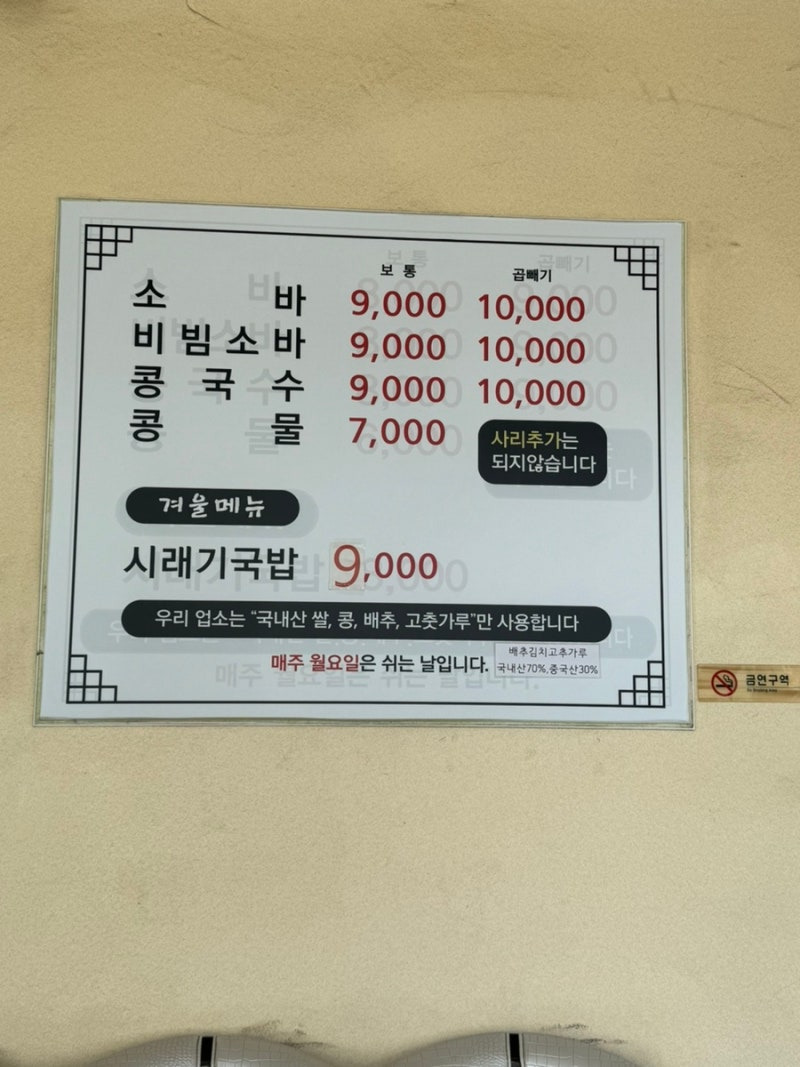 보통 곱빼기
소바 9,000 10,000
비빔소바 9,000 10,000
콩국수 9,000 10,000
콩물 7,000
사리추가는
되지않습니다
겨울메뉴
시래기국밥 9,000
우리 업소는 "국내산 쌀, 콩, 배추, 고춧가루"만 사용합니다
매주 월요일은 쉬는 날입니다.
배추김치고추가루
국내산70%,중국산30%
금연구역